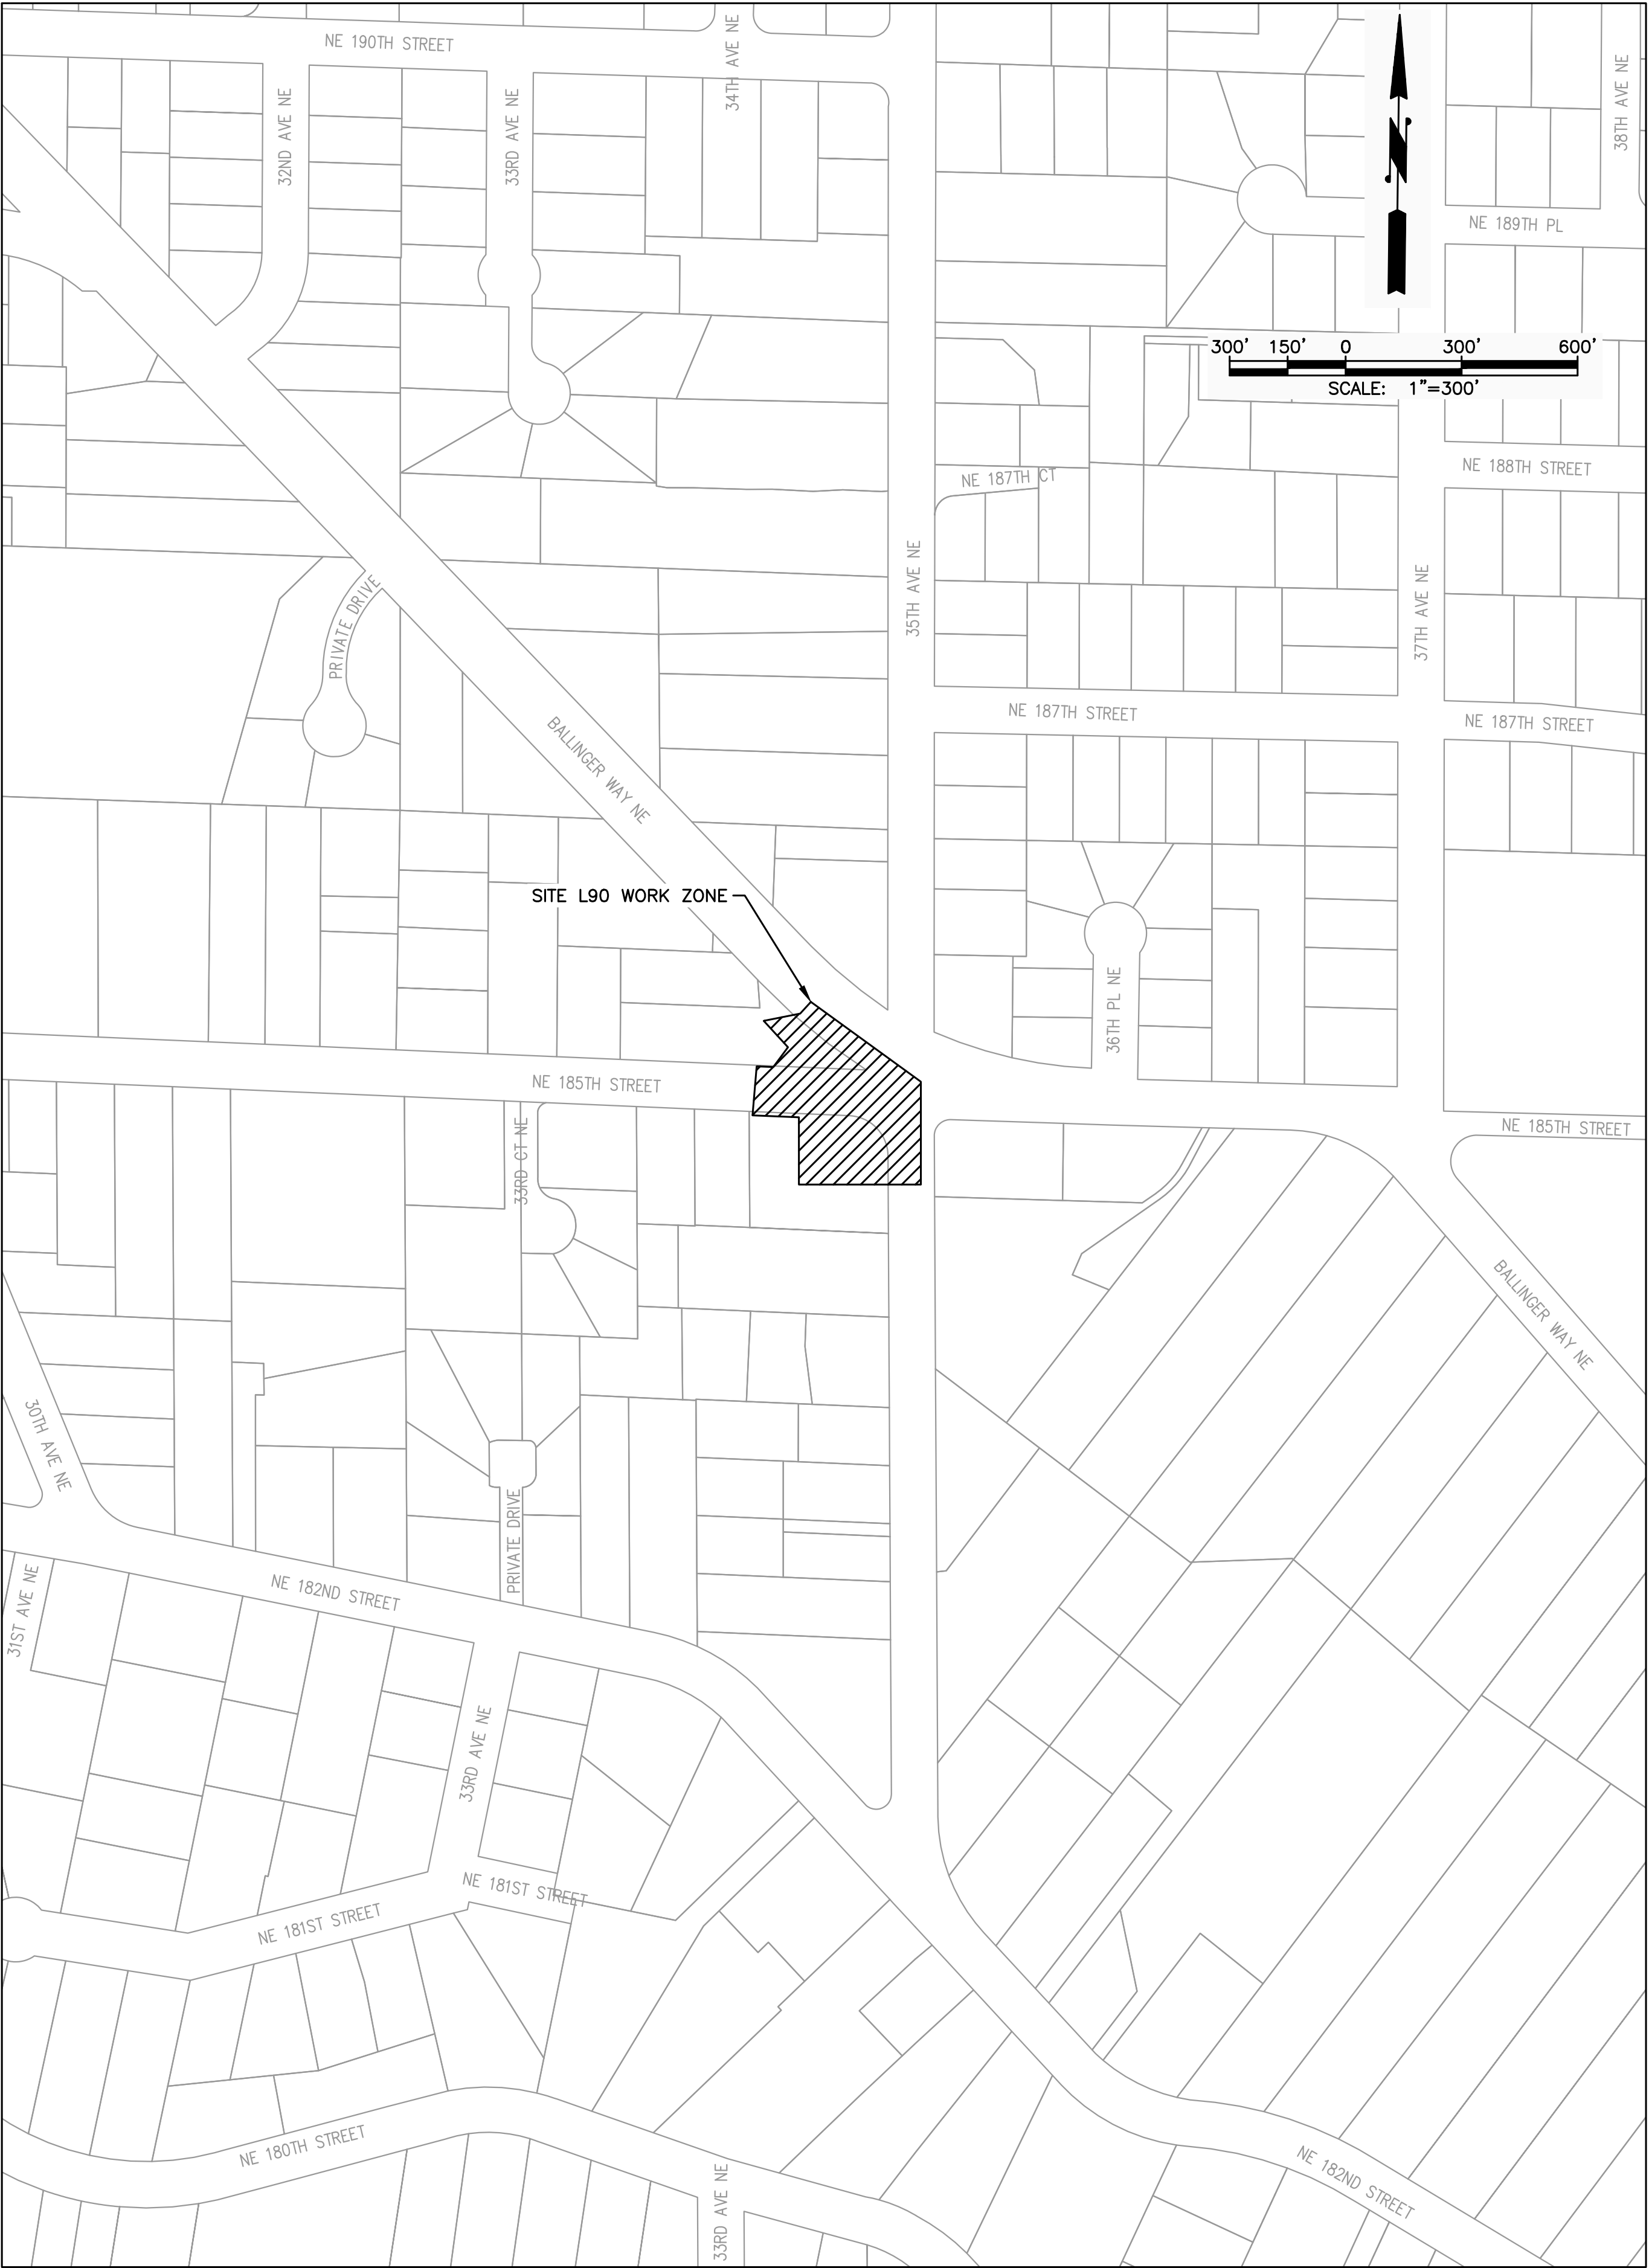 NE 190TH STREET
34TH AVE NE
38TH AVE NE
32ND AVE NE
33RD AVE NE
N
NE 189TH PL
300' 150' 0 300' 600'
SCALE: 1"=300'
NE 187TH CT
NE 188TH STREET
35TH AVE NE
37TH AVE NE
PRIVATE DRIVE
NE 187TH STREET
NE 187TH STREET
BALLINGER WAY NE
SITE L90 WORK ZONE
36TH PL NE
NE 185TH STREET
NE 185TH STREET
33RD CT NE
BALLINGER WAY NE
30TH AVE NE
PRIVATE DRIVE
NE 182ND STREET
31ST AVE NE
33RD AVE NE
NE 181ST STREET
NE 181ST STREET
NE 180TH STREET
33RD AVE NE
NE 182ND STREET